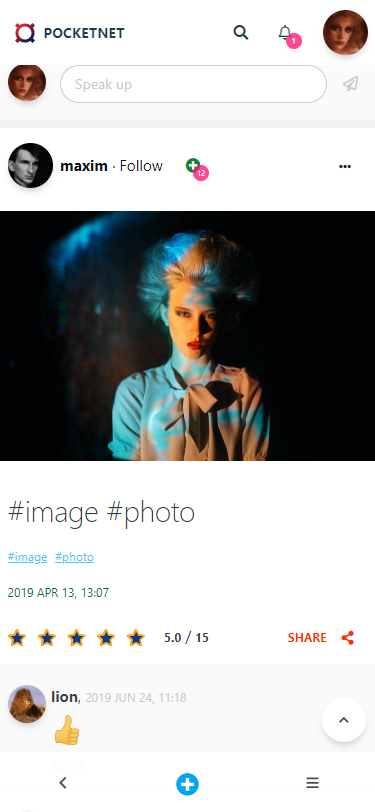 POCKETNET
1
Speak up
maxim · Follow
12
#image #photo
#image #photo
2019 APR 13, 13:07
5.0 / 15
SHARE
lion, 2019 JUN 24, 11:18